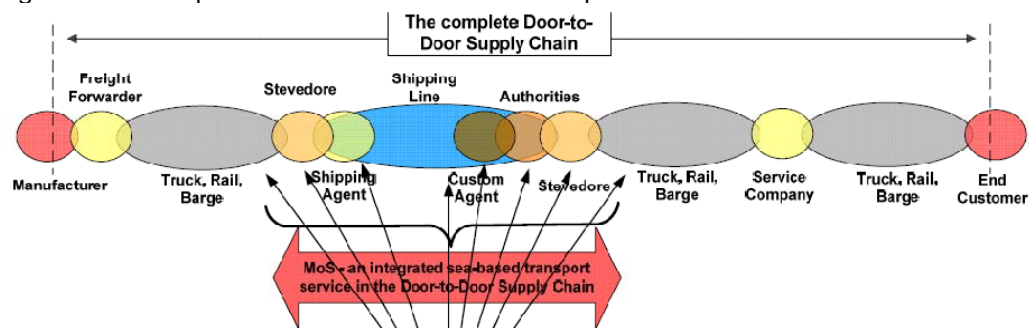 The complete Door-to-
Door Supply Chain
Freight
Forwarder
Stevedore
Shipping
Line
Authorities
Manufacturer
Truck, Rail,
Barge
Shipping
Agent
Custom
Agent
Stevedore
Truck, Rail,
Barge
Service
Company
Truck, Rail,
Barge
End
Customer
MoS - an integrated sea-based transport
service in the Door-to-Door Supply Chain